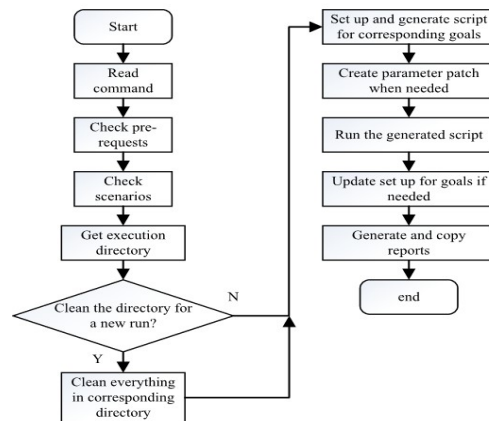 Start
Read
command
Check pre-
requests
Check
scenarios
Get execution
directory
Clean the directory for
a new run?
N
Y
Clean everything
in corresponding
directory
Set up and generate script
for corresponding goals
Create parameter patch
when needed
Run the generated script
Update set up for goals if
needed
Generate and copy
reports
end